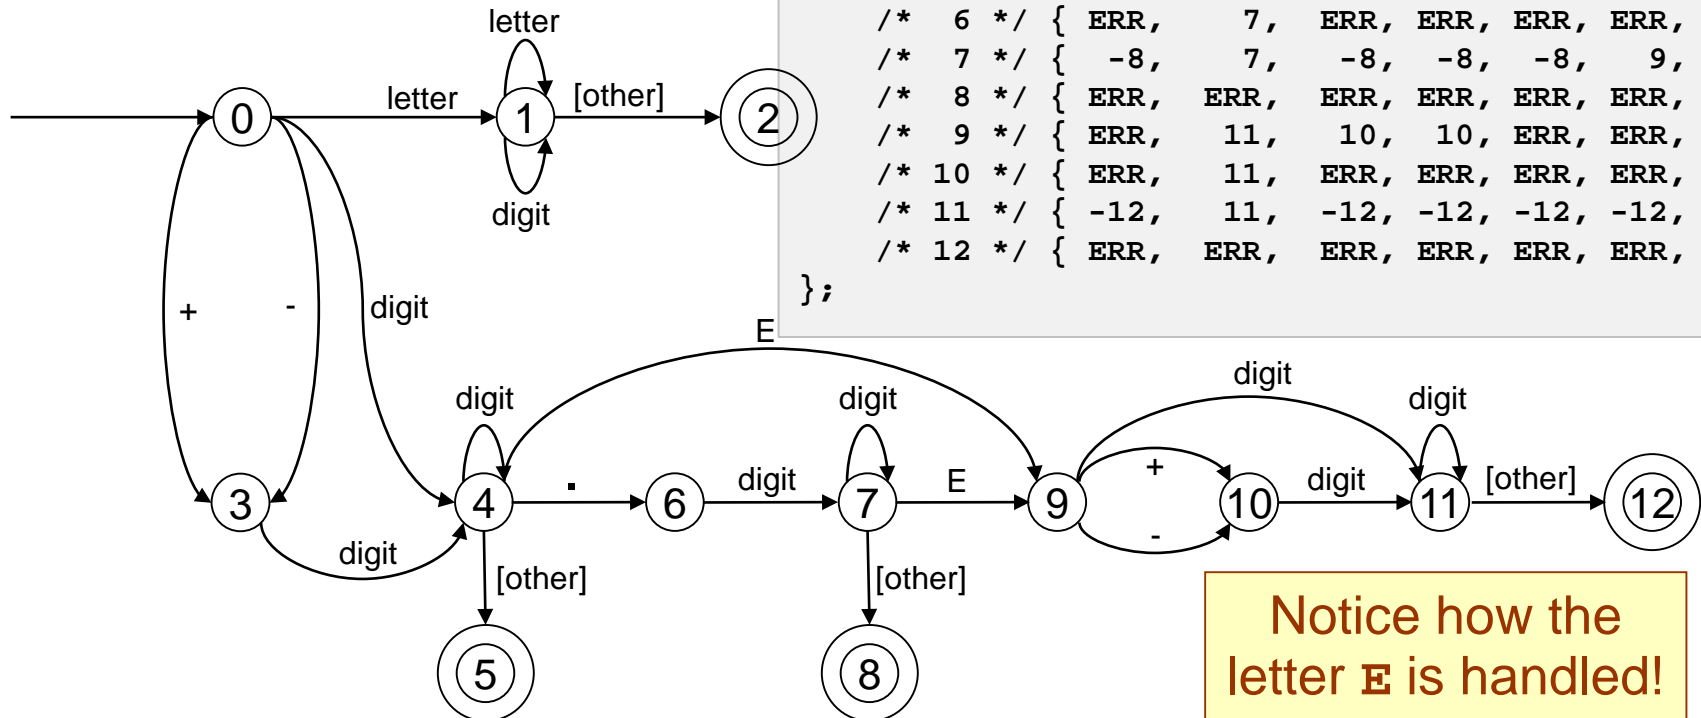 /* 6 */ { ERR, 7, ERR, ERR, ERR, ERR,
/* 7 */ { -8, 7, -8, -8, -8, 9,
/* 8 */ { ERR, ERR, ERR, ERR, ERR, ERR,
/* 9 */ { ERR, 11, 10, 10, ERR, ERR,
/* 10 */ { ERR, 11, ERR, ERR, ERR, ERR,
/* 11 */ { -12, 11, -12, -12, -12, -12,
/* 12 */ { ERR, ERR, ERR, ERR, ERR, ERR,
};
letter
0
letter
1
[other]
2
digit
+
-
digit
E
digit
digit
digit
digit
3
4
.
6
digit
7
E
9
+
-
10
digit
11
[other]
12
digit
[other]
[other]
5
8
Notice how the
letter E is handled!